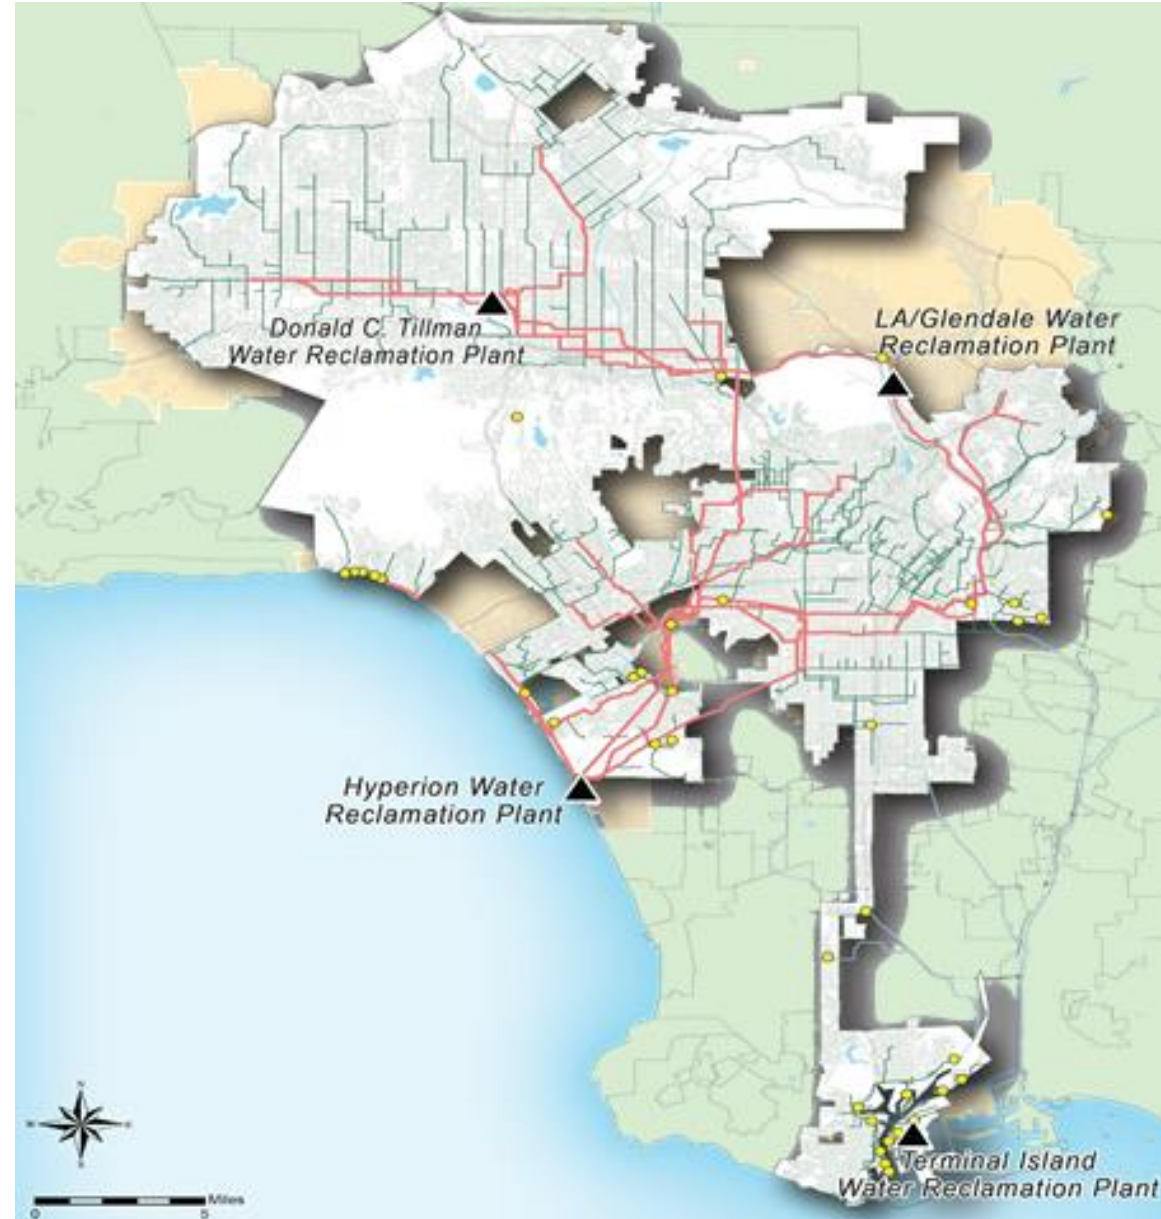 Donald C. Tillman
Water Reclamation Plant
LA/Glendale Water
Reclamation Plant
Hyperion Water
Reclamation Plant
N
W
E
S
Terminal Island
Water Reclamation Plant
Miles
0
5